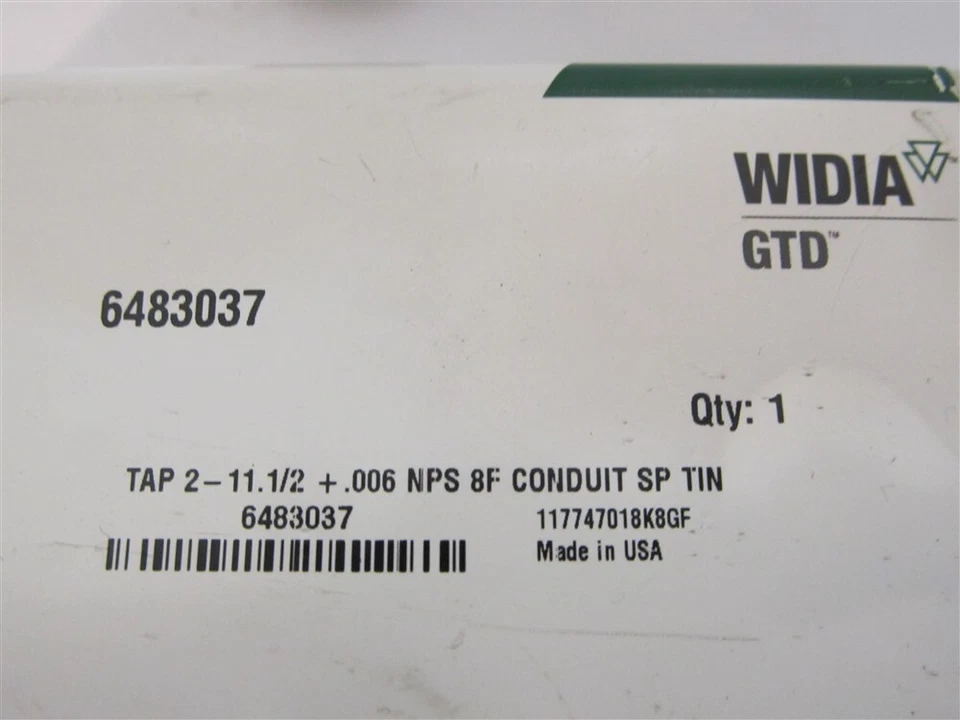 WIDIA™
GTD™
6483037
Qty: 1
TAP 2-11.1/2 +.006 NPS 8F CONDUIT SP TIN
6483037
117747018K8GF
Made in USA